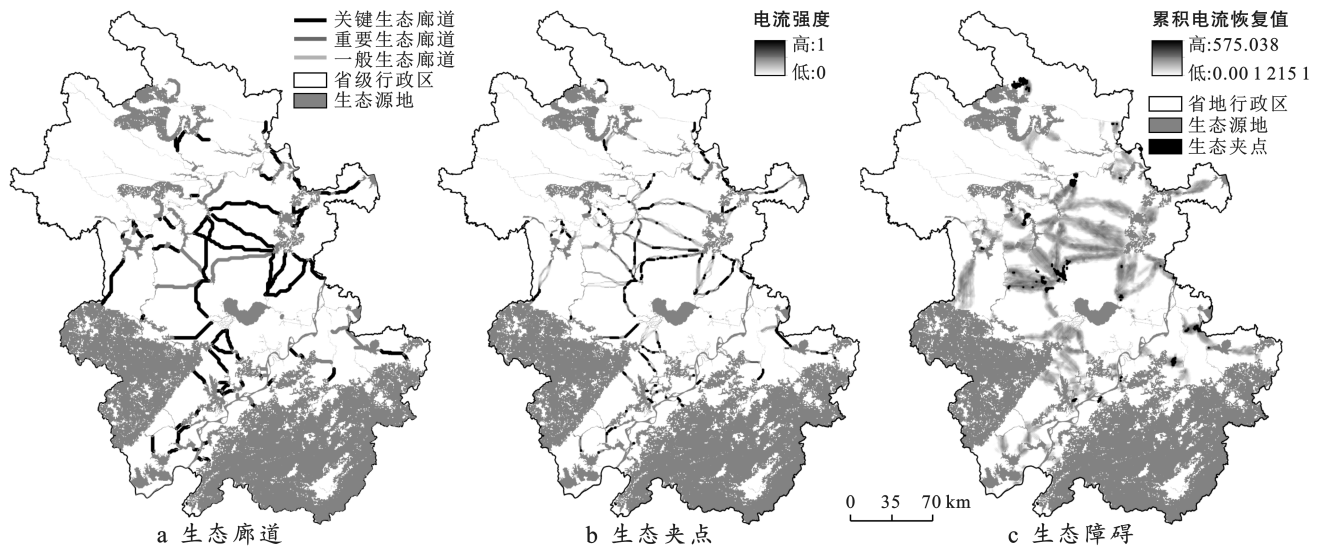 关键生态廊道
重要生态廊道
一般生态廊道
省级行政区
生态源地
电流强度
高:1
低:0
累积电流恢复值
高:575.038
低:0.001 215 1
省地行政区
生态源地
生态夹点
0 35 70 km
a 生态廊道
b 生态夹点
c 生态障碍